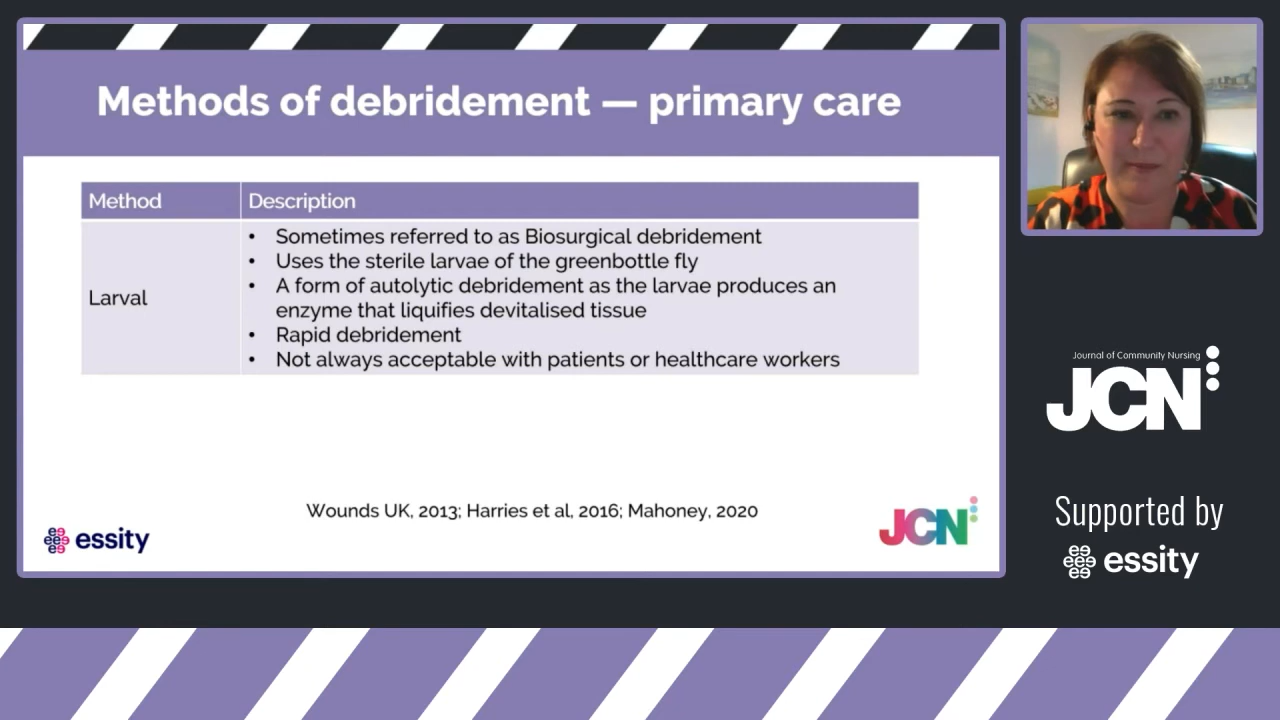 Methods of debridement — primary care
Method
Description
Larval
• Sometimes referred to as Biosurgical debridement
• Uses the sterile larvae of the greenbottle fly
• A form of autolytic debridement as the larvae produces an
enzyme that liquifies devitalised tissue
• Rapid debridement
• Not always acceptable with patients or healthcare workers
Wounds UK, 2013; Harries et al, 2016; Mahoney, 2020
essity
JCN
Journal of Community Nursing
JCN
Supported by
essity